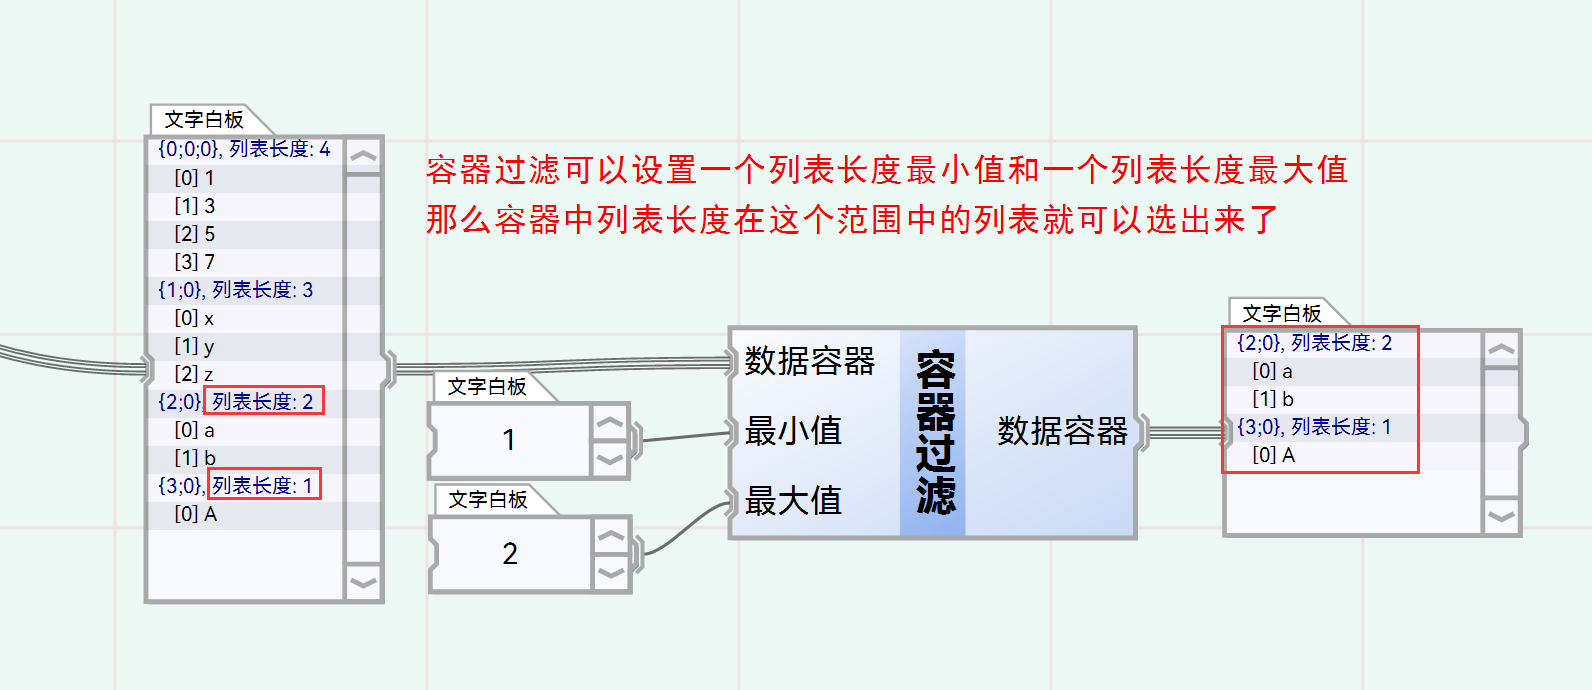 文字白板
{0;0;0}, 列表长度: 4
[0] 1
[1] 3
[2] 5
[3] 7
{1;0}, 列表长度: 3
[0] x
[1] y
[2] z
{2;0}, 列表长度: 2
[0] a
[1] b
{3;0}, 列表长度: 1
[0] A
容器过滤可以设置一个列表长度最小值和一个列表长度最大值
那么容器中列表长度在这个范围中的列表就可以选出来了
文字白板
1
文字白板
2
数据容器
最小值
最大值
容器过滤
数据容器
文字白板
{2;0}, 列表长度: 2
[0] a
[1] b
{3;0}, 列表长度: 1
[0] A